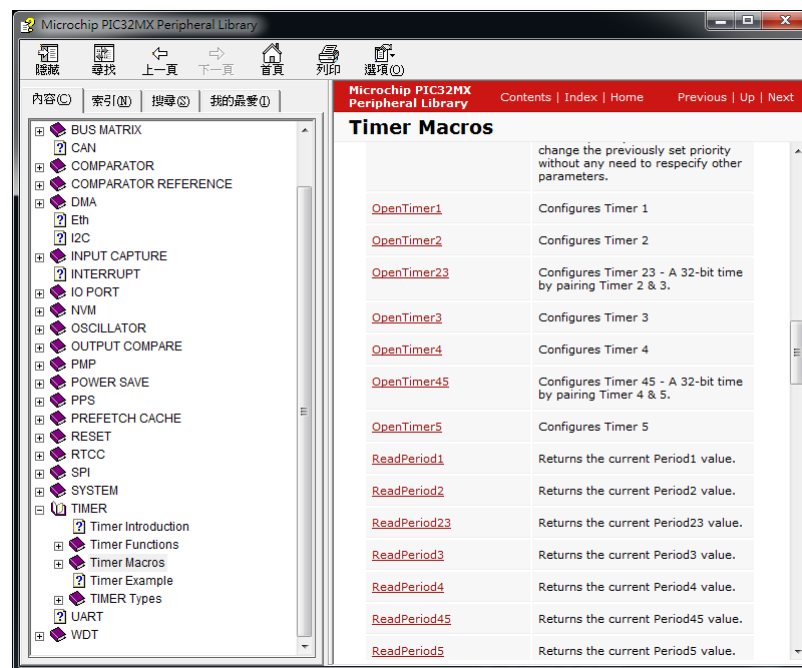 Microchip PIC32MX Peripheral Library
隱藏 尋找 上一頁 下一頁 首頁 列印 選項(O)
內容(C) 索引(N) 搜尋(S) 我的最愛(I)
BUS MATRIX
CAN
COMPARATOR
COMPARATOR REFERENCE
DMA
Eth
I2C
INPUT CAPTURE
INTERRUPT
IO PORT
NVM
OSCILLATOR
OUTPUT COMPARE
PMP
POWER SAVE
PPS
PREFETCH CACHE
RESET
RTCC
SPI
SYSTEM
TIMER
Timer Introduction
Timer Functions
Timer Macros
Timer Example
TIMER Types
UART
WDT
Microchip PIC32MX
Peripheral Library
Contents | Index | Home
Previous | Up | Next
Timer Macros
change the previously set priority
without any need to respecify other
parameters.
OpenTimer1 Configures Timer 1
OpenTimer2 Configures Timer 2
OpenTimer23 Configures Timer 23 - A 32-bit time
by pairing Timer 2 & 3.
OpenTimer3 Configures Timer 3
OpenTimer4 Configures Timer 4
OpenTimer45 Configures Timer 45 - A 32-bit time
by pairing Timer 4 & 5.
OpenTimer5 Configures Timer 5
ReadPeriod1 Returns the current Period1 value.
ReadPeriod2 Returns the current Period2 value.
ReadPeriod23 Returns the current Period23 value.
ReadPeriod3 Returns the current Period3 value.
ReadPeriod4 Returns the current Period4 value.
ReadPeriod45 Returns the current Period45 value.
ReadPeriod5 Returns the current Period5 value.